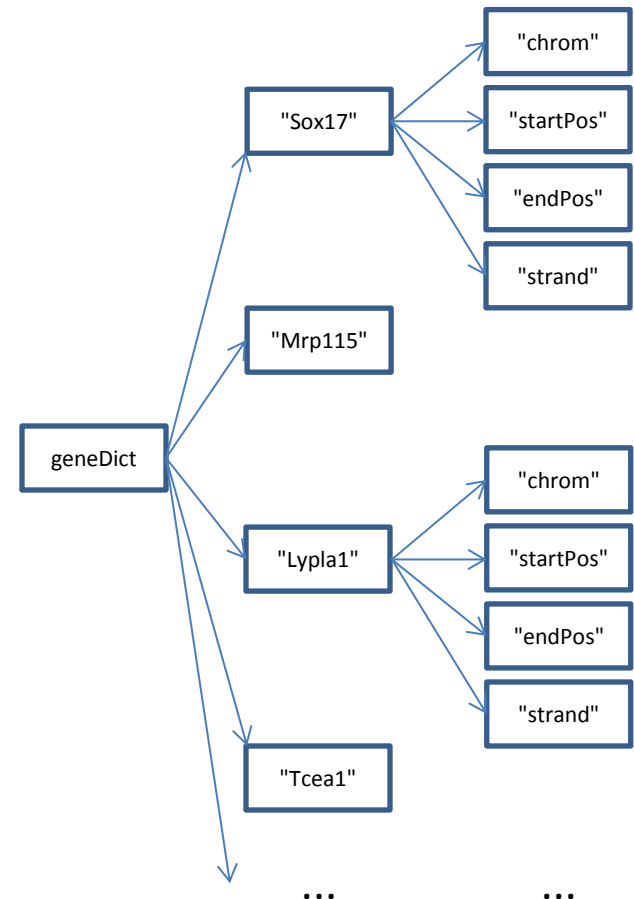 geneDict
"Sox17"
"chrom"
"startPos"
"endPos"
"strand"
"Mrp115"
"Lypla1"
"chrom"
"startPos"
"endPos"
"strand"
"Tcea1"
... ...